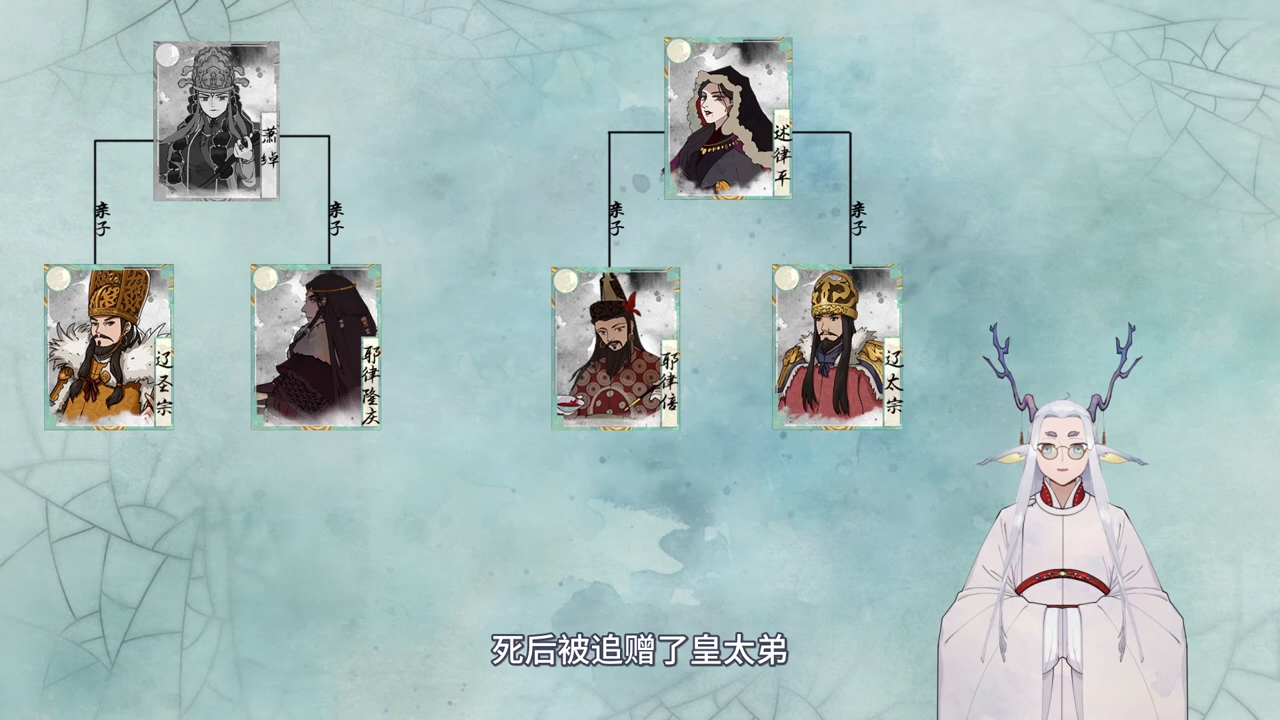 萧绰
述律平
亲子
亲子
亲子
亲子
辽圣宗
耶律隆庆
耶律倍
辽太宗
死后被追赠了皇太弟